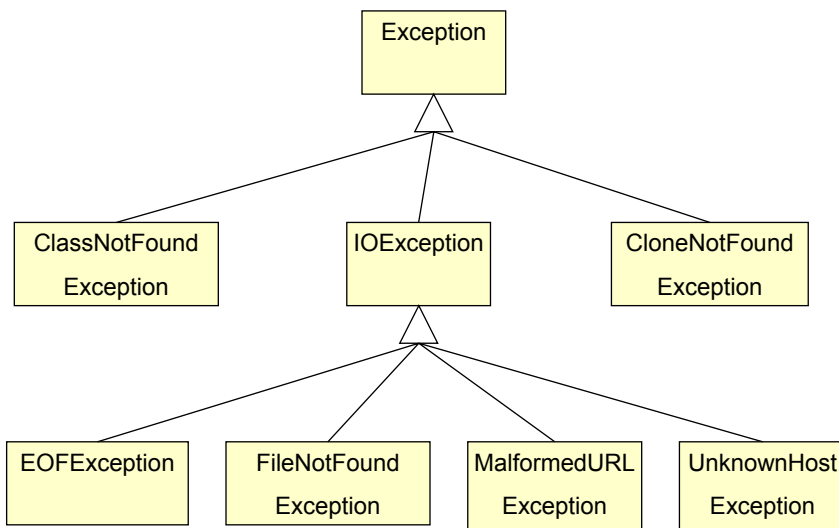 Exception
ClassNotFound
Exception
IOException
CloneNotFound
Exception
EOFException
FileNotFound
Exception
MalformedURL
Exception
UnknownHost
Exception